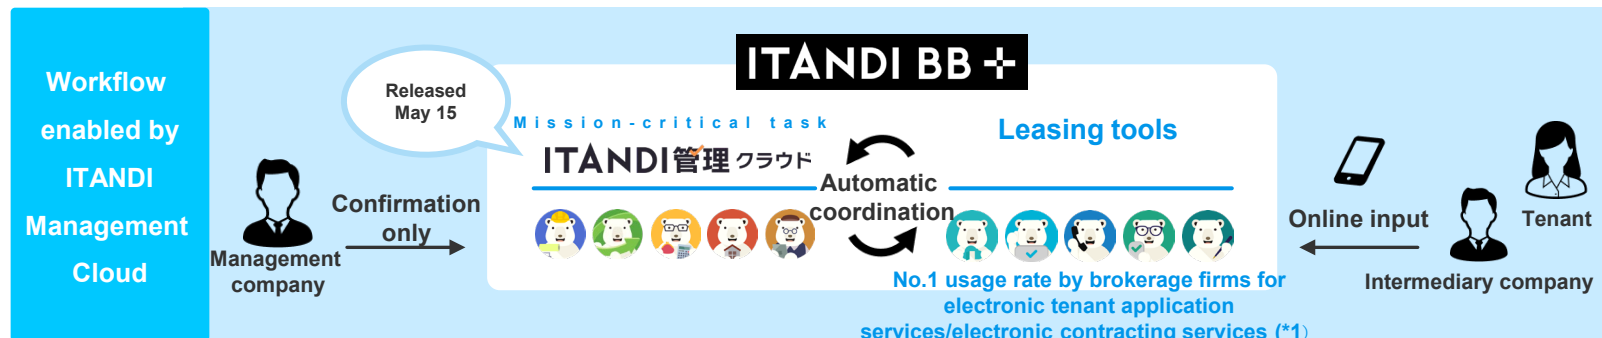 Workflow
enabled by
ITANDI
Management
Cloud
Management
company
Confirmation
only
Released
May 15
ITANDI BB +
Mission-critical task
ITANDI管理 クラウド
Automatic
coordination
Leasing tools
No.1 usage rate by brokerage firms for
electronic tenant application
services/electronic contracting services (*1)
Online input
Tenant
Intermediary company